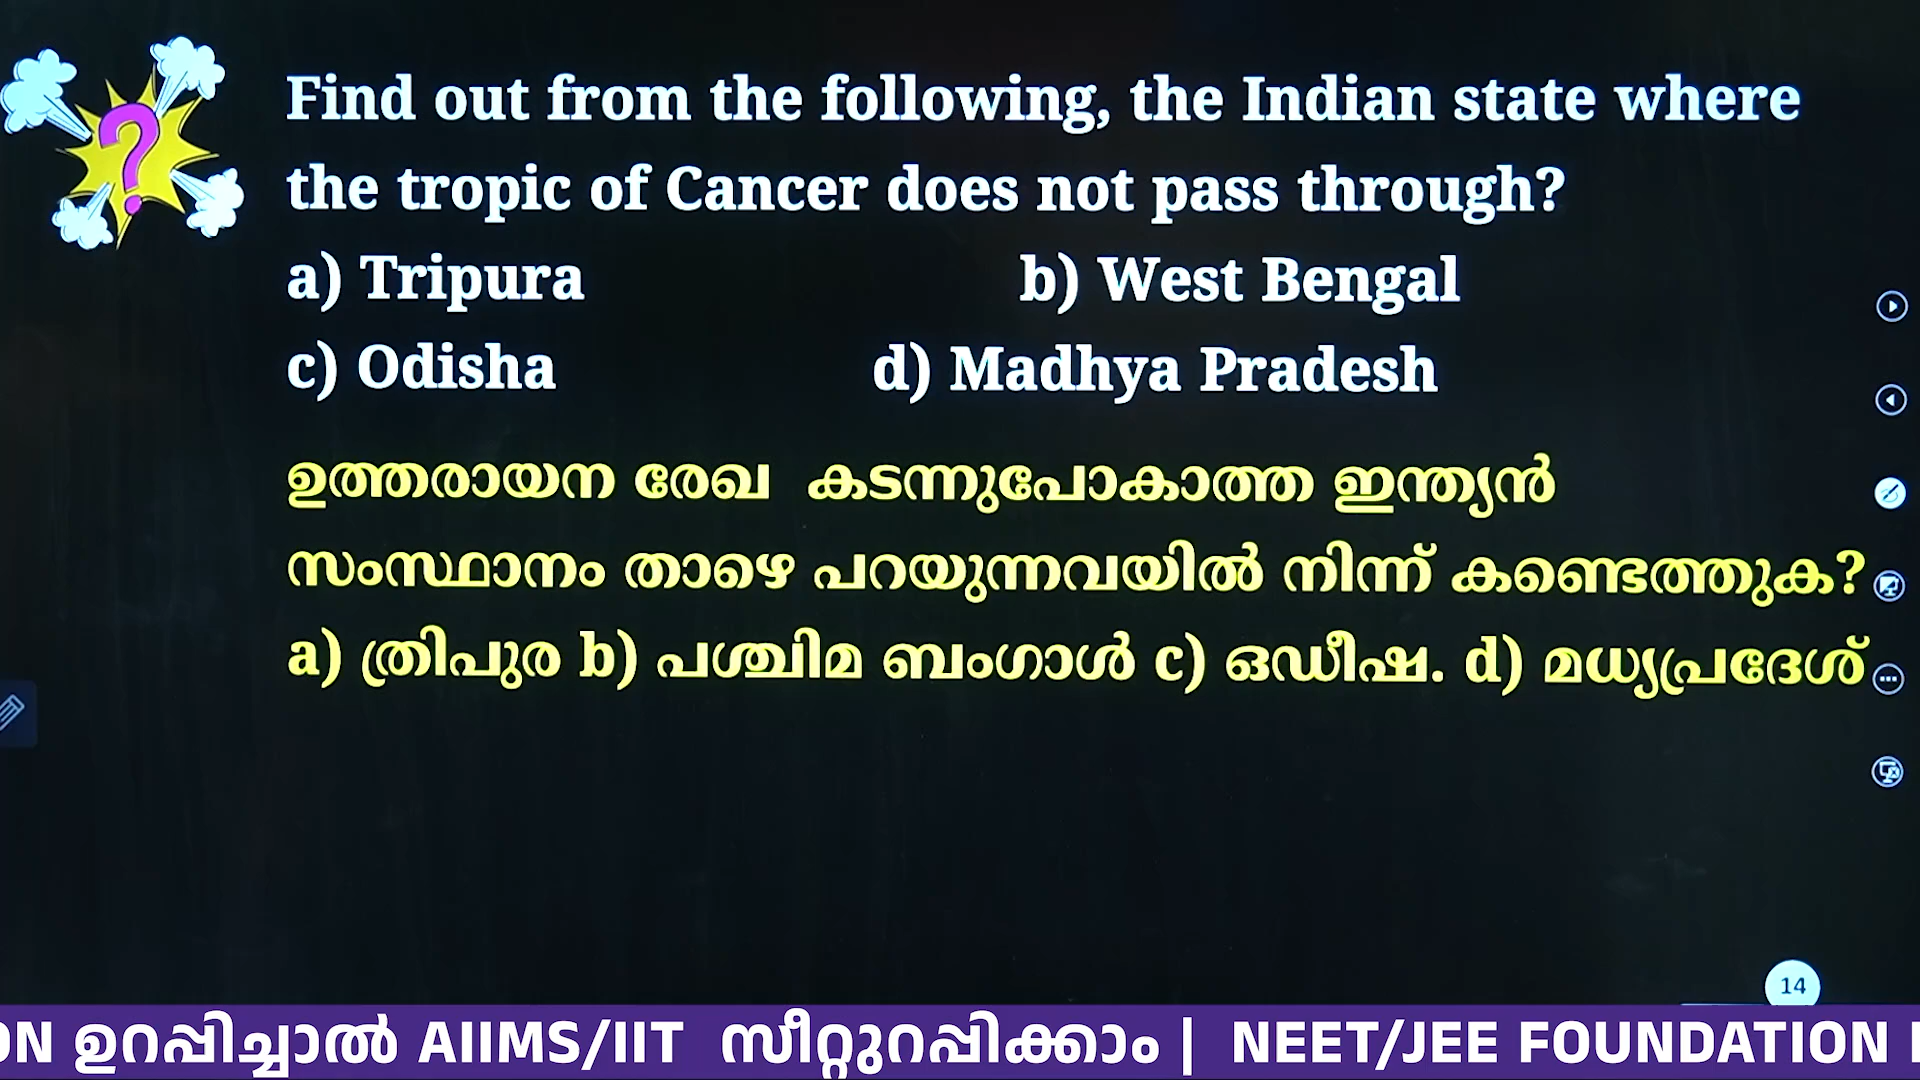 Find out from the following, the Indian state where
the tropic of Cancer does not pass through?
a) Tripura b) West Bengal
c) Odisha d) Madhya Pradesh
ഉത്തരായന രേഖ കടന്നുപോകാത്ത ഇന്ത്യൻ
സംസ്ഥാനം താഴെ പറയുന്നവയിൽ നിന്ന് കണ്ടെത്തുക?
a) ത്രിപുര b) പശ്ചിമ ബംഗാൾ c) ഒഡീഷ. d) മധ്യപ്രദേശ്
14
ON ഉറപ്പിച്ചാൽ AIIMS/IIT സീറ്റുറപ്പിക്കാം | NEET/JEE FOUNDATION